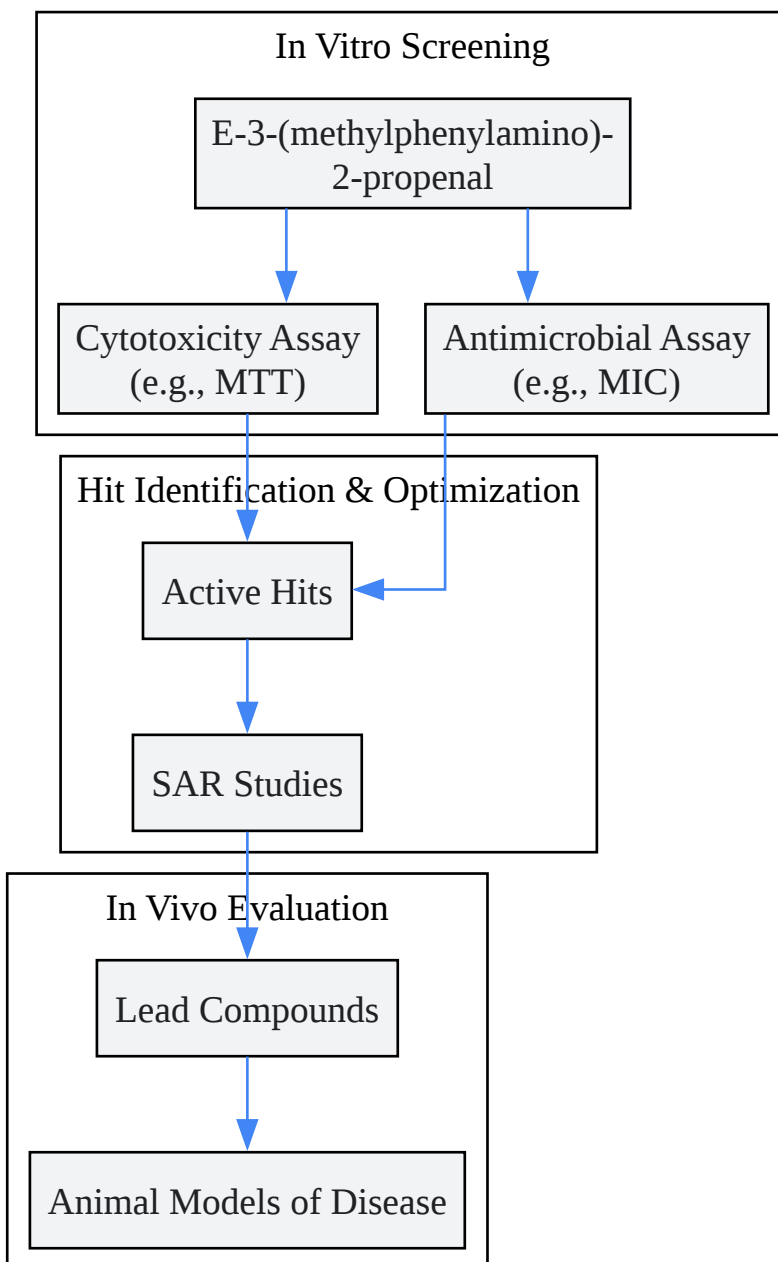 In Vitro Screening
E-3-(methylphenylamino)-
2-propenal
Cytotoxicity Assay
(e.g., MTT)
Antimicrobial Assay
(e.g., MIC)
Hit Identification & Optimization
Active Hits
SAR Studies
In Vivo Evaluation
Lead Compounds
Animal Models of Disease